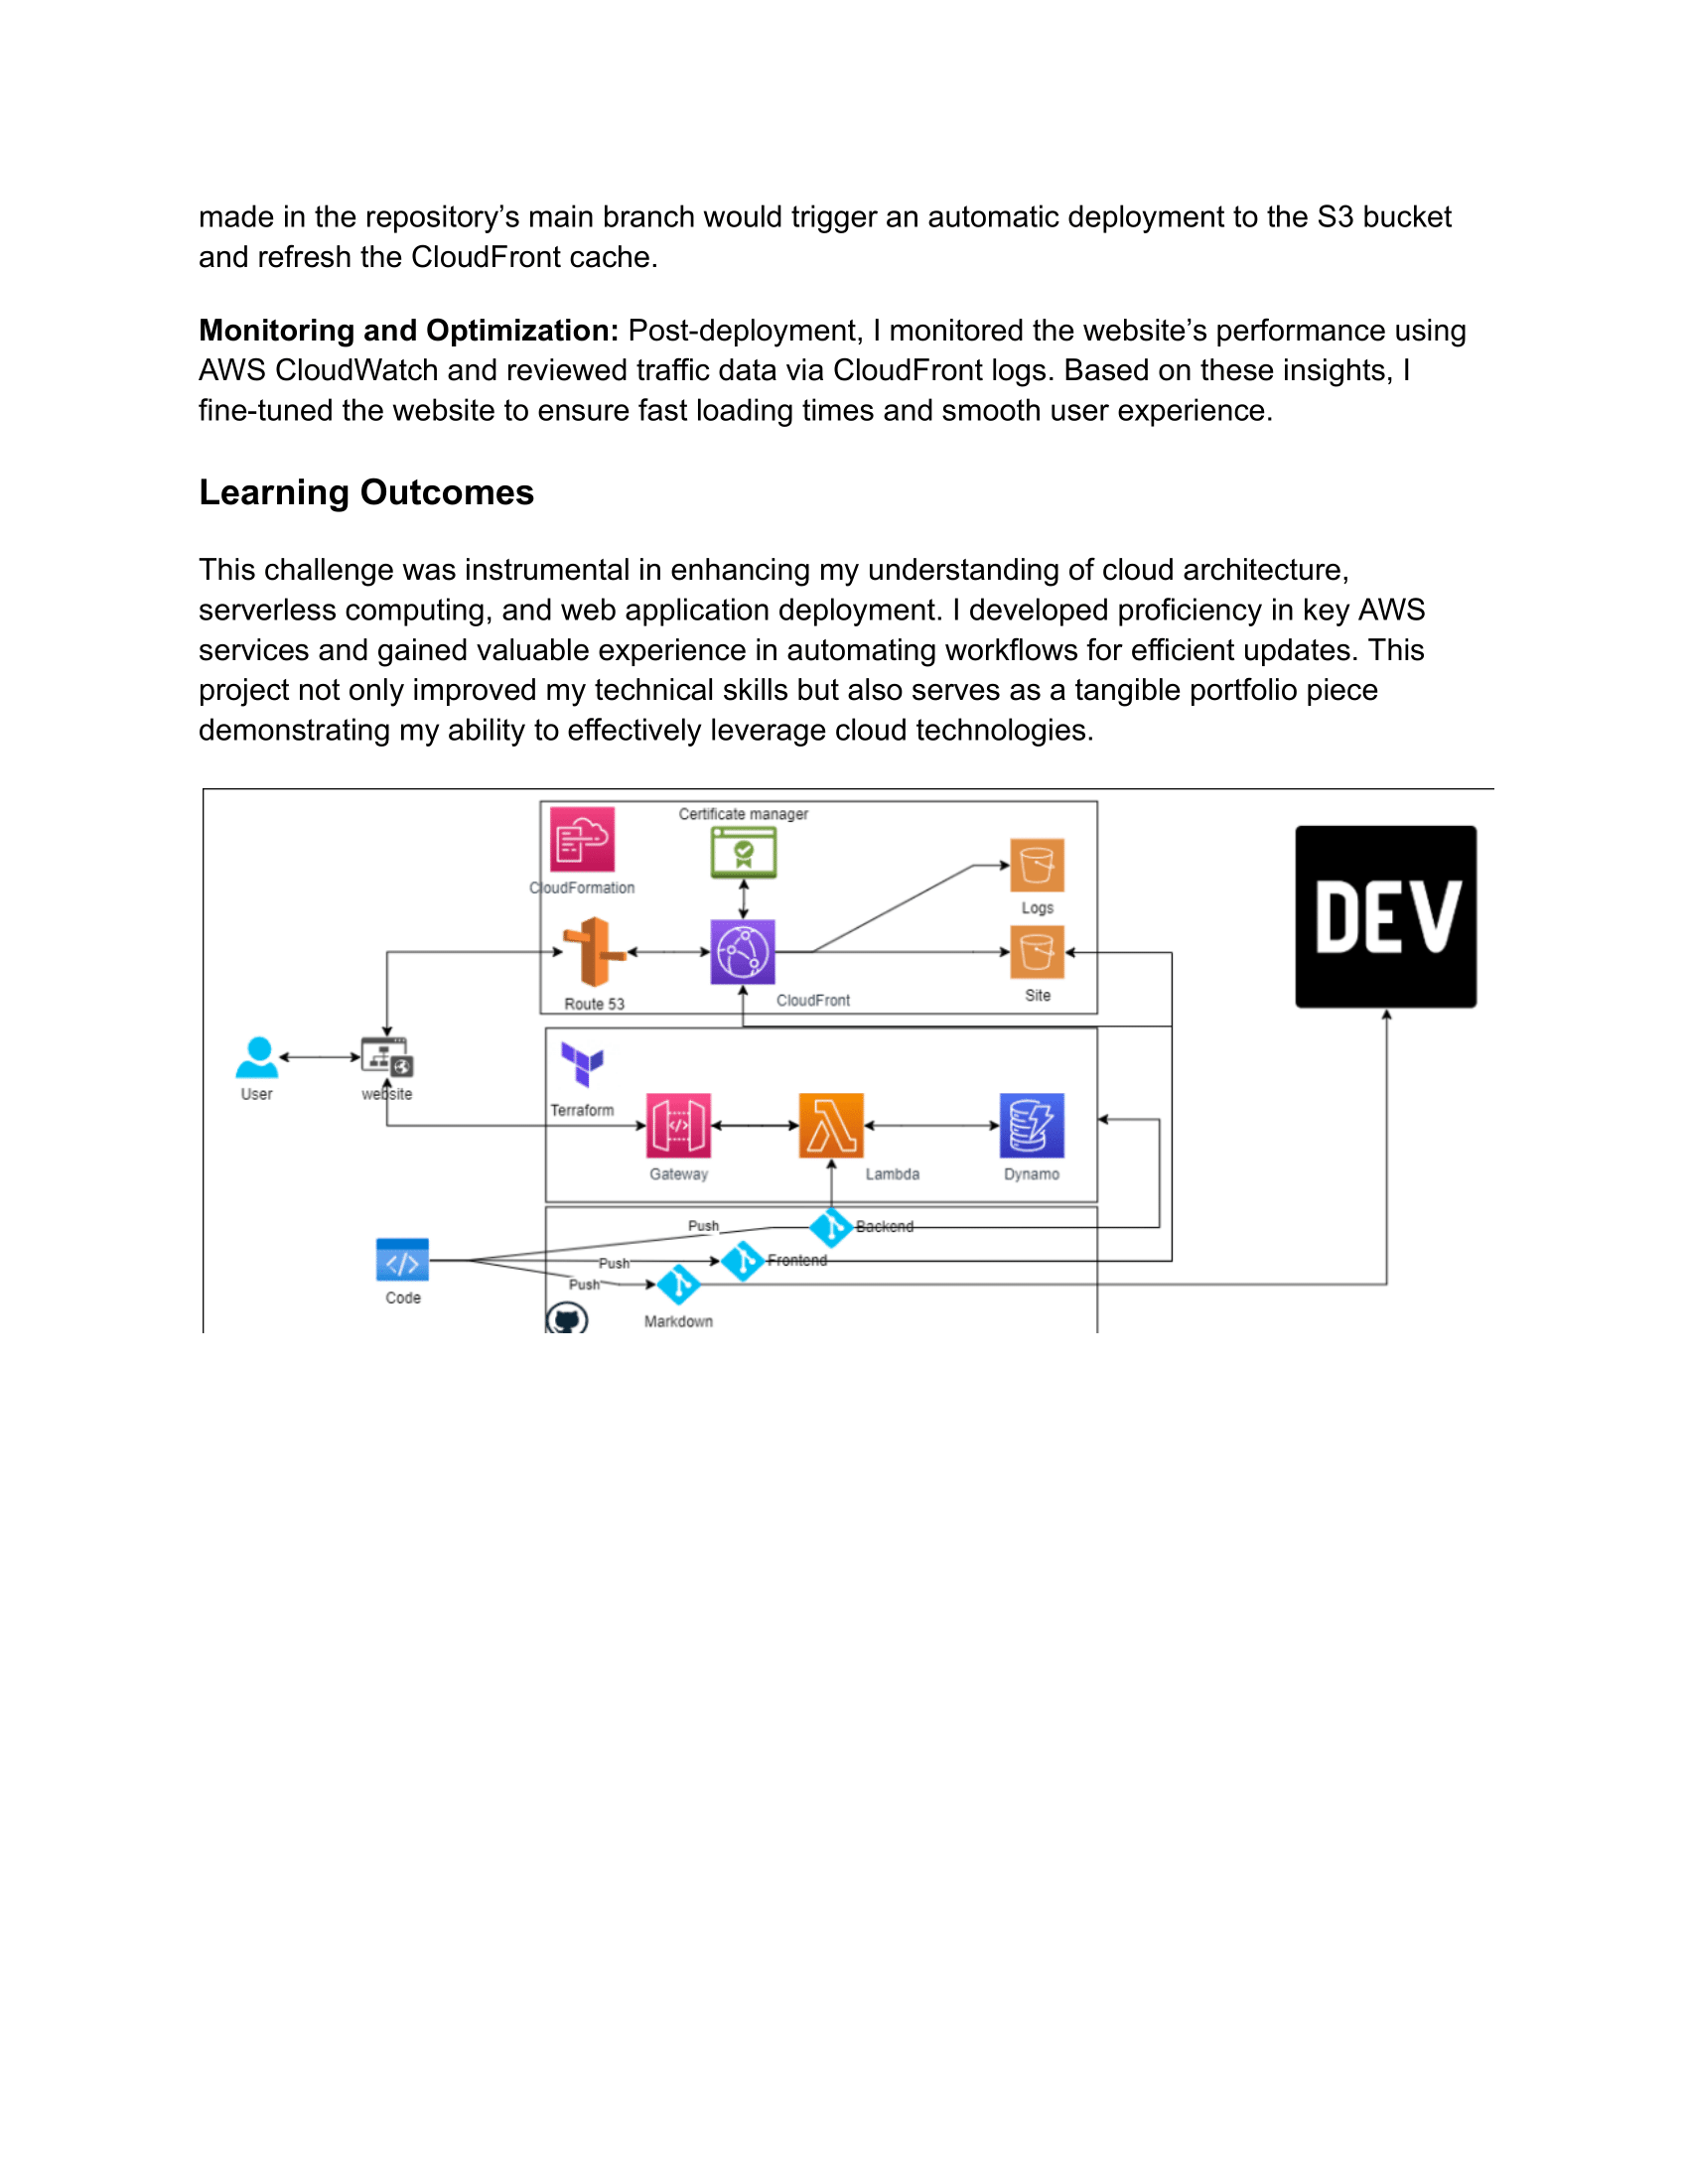 made in the repository’s main branch would trigger an automatic deployment to the S3 bucket
and refresh the CloudFront cache.
Monitoring and Optimization: Post-deployment, I monitored the website’s performance using
AWS CloudWatch and reviewed traffic data via CloudFront logs. Based on these insights, I
fine-tuned the website to ensure fast loading times and smooth user experience.
Learning Outcomes
This challenge was instrumental in enhancing my understanding of cloud architecture,
serverless computing, and web application deployment. I developed proficiency in key AWS
services and gained valuable experience in automating workflows for efficient updates. This
project not only improved my technical skills but also serves as a tangible portfolio piece
demonstrating my ability to effectively leverage cloud technologies.
Certificate manager
CloudFormation
Logs
DEV
Route 53
CloudFront
Site
User
website
Terraform
Gateway
Lambda
Dynamo
Push
Backend
Push
Frontend
Push
Code
Markdown